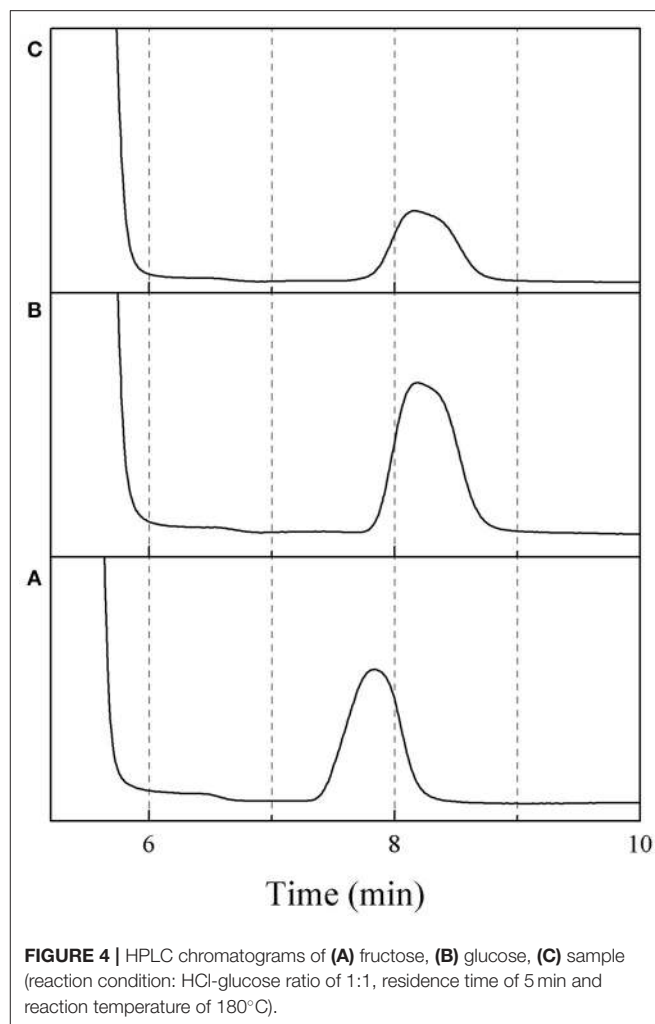 C
B
A
6
8
10
Time (min)
FIGURE 4 | HPLC chromatograms of (A) fructose, (B) glucose, (C) sample
(reaction condition: HCl-glucose ratio of 1:1, residence time of 5 min and
reaction temperature of 180°C).